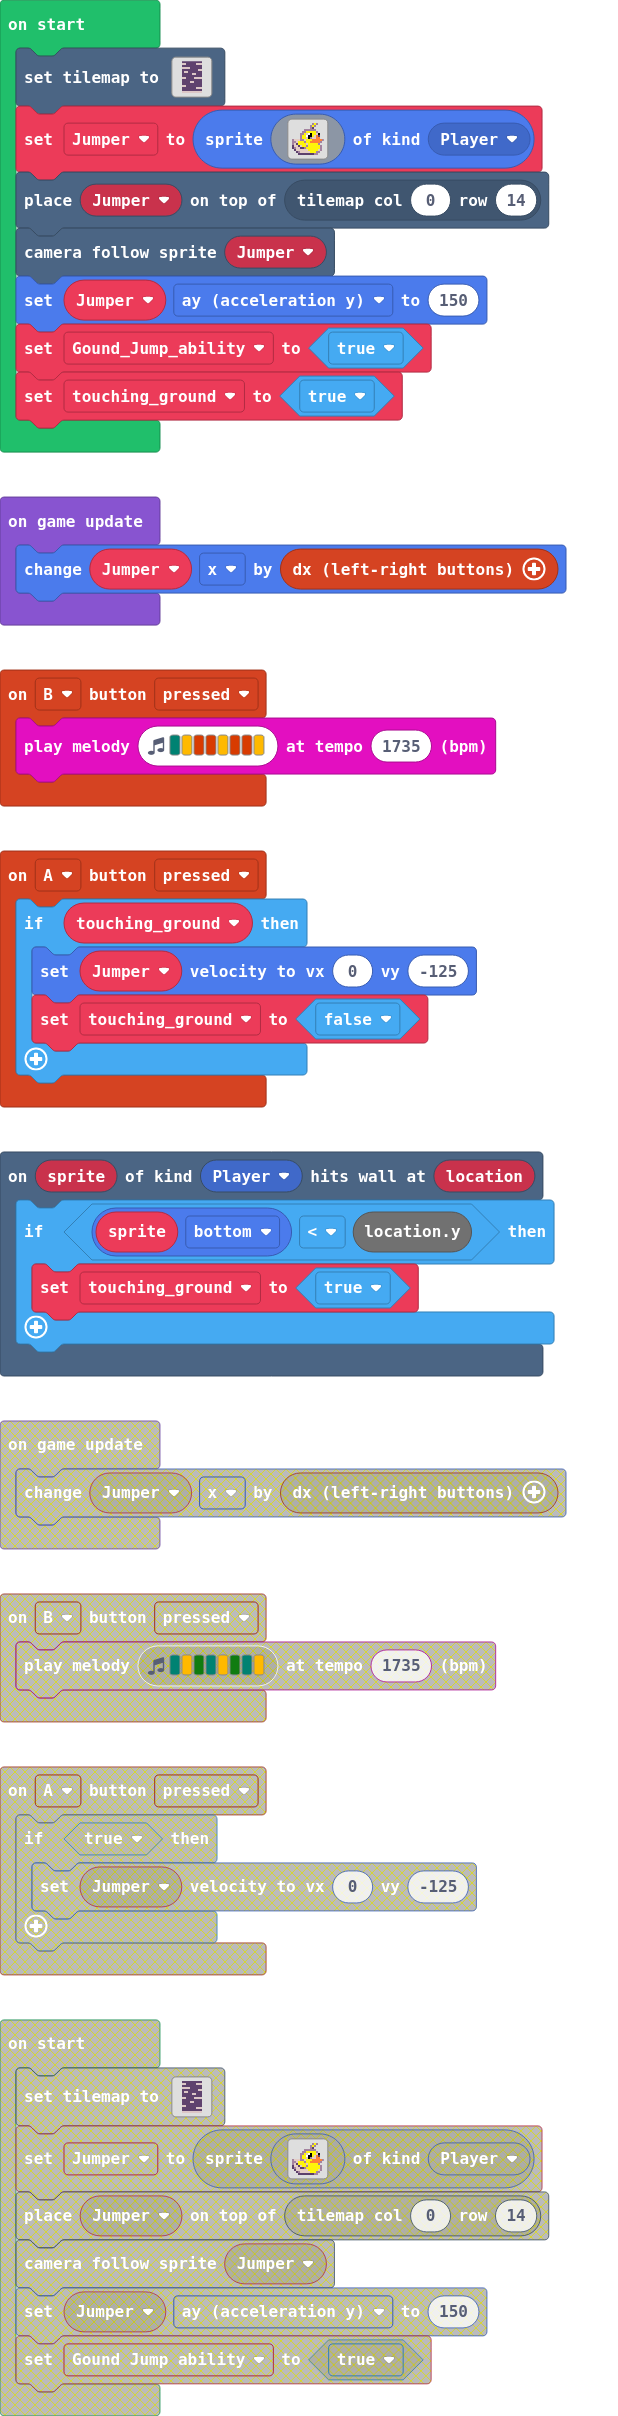 on start
set tilemap to
set Jumper to sprite of kind Player
place Jumper on top of tilemap col 0 row 14
camera follow sprite Jumper
set Jumper ay (acceleration y) to 150
set Gound_Jump_ability to true
set touching_ground to true
on game update
change Jumper x by dx (left-right buttons)
on B button pressed
play melody at tempo 1735 (bpm)
on A button pressed
if touching_ground then
set Jumper velocity to vx 0 vy -125
set touching_ground to false
on sprite of kind Player hits wall at location
if sprite bottom < location.y then
set touching_ground to true
on game update
change Jumper x by dx (left-right buttons)
on B button pressed
play melody at tempo 1735 (bpm)
on A button pressed
if true then
set Jumper velocity to vx 0 vy -125
on start
set tilemap to
set Jumper to sprite of kind Player
place Jumper on top of tilemap col 0 row 14
camera follow sprite Jumper
set Jumper ay (acceleration y) to 150
set Gound Jump ability to true